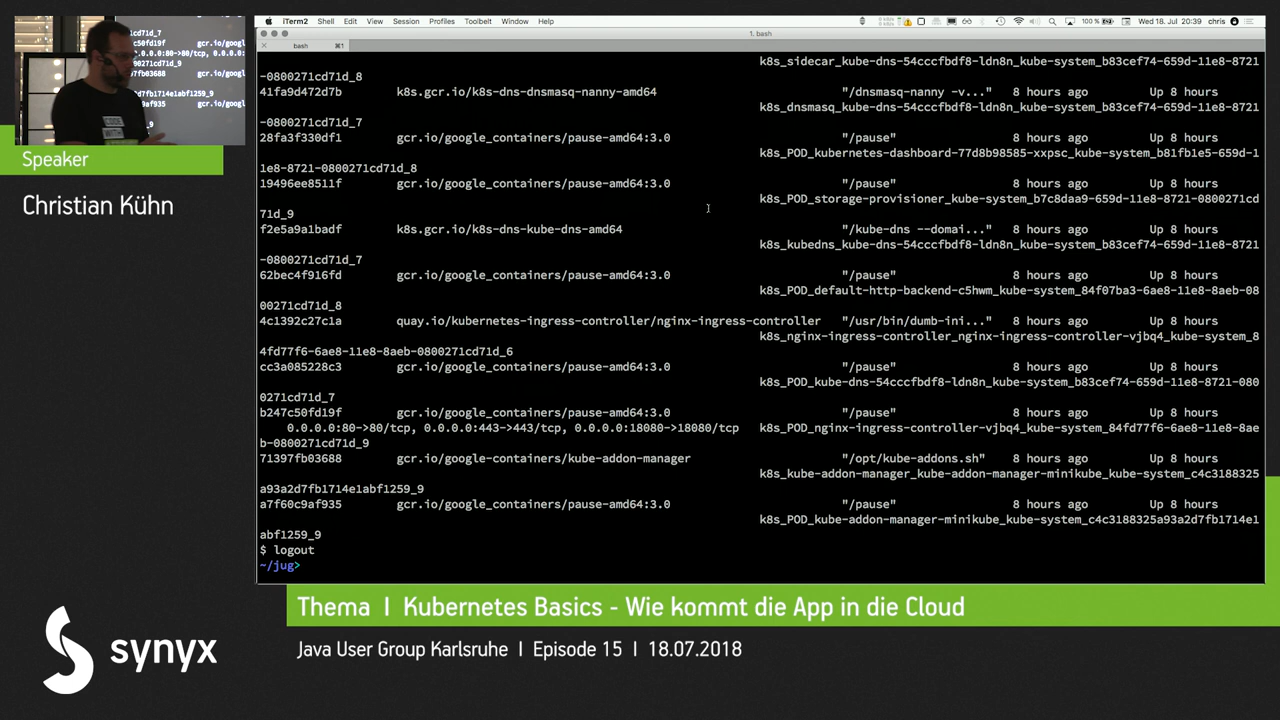 iTerm2 Shell Edit View Session Profiles Toolbelt Window Help 100 % Wed 18. Jul 20:39 chris
1. bash
bash ⌘1
k8s_sidecar_kube-dns-54cccfbdf8-ldn8n_kube-system_b83cef74-659d-11e8-8721
-0800271cd71d_8
41fa9d472d7b k8s.gcr.io/k8s-dns-dnsmasq-nanny-amd64 "/dnsmasq-nanny -v..." 8 hours ago Up 8 hours
k8s_dnsmasq_kube-dns-54cccfbdf8-ldn8n_kube-system_b83cef74-659d-11e8-8721
-0800271cd71d_7
28fa3f330df1 gcr.io/google_containers/pause-amd64:3.0 "/pause" 8 hours ago Up 8 hours
k8s_POD_kubernetes-dashboard-77d8b98585-xxpsc_kube-system_b81fb1e5-659d-1
1e8-8721-0800271cd71d_8
19496ee8511f gcr.io/google_containers/pause-amd64:3.0 "/pause" 8 hours ago Up 8 hours
k8s_POD_storage-provisioner_kube-system_b7c8daa9-659d-11e8-8721-0800271cd
71d_9
f2e5a9a1badf k8s.gcr.io/k8s-dns-kube-dns-amd64 "/kube-dns --domai..." 8 hours ago Up 8 hours
k8s_kubedns_kube-dns-54cccfbdf8-ldn8n_kube-system_b83cef74-659d-11e8-8721
-0800271cd71d_7
62bec4f916fd gcr.io/google_containers/pause-amd64:3.0 "/pause" 8 hours ago Up 8 hours
k8s_POD_default-http-backend-c5hwm_kube-system_84f07ba3-6ae8-11e8-8aeb-08
00271cd71d_8
4c1392c27c1a quay.io/kubernetes-ingress-controller/nginx-ingress-controller "/usr/bin/dumb-ini..." 8 hours ago Up 8 hours
k8s_nginx-ingress-controller_nginx-ingress-controller-vjbq4_kube-system_8
4fd77f6-6ae8-11e8-8aeb-0800271cd71d_6
cc3a085228c3 gcr.io/google_containers/pause-amd64:3.0 "/pause" 8 hours ago Up 8 hours
k8s_POD_kube-dns-54cccfbdf8-ldn8n_kube-system_b83cef74-659d-11e8-8721-080
0271cd71d_7
b247c50fd19f gcr.io/google_containers/pause-amd64:3.0 "/pause" 8 hours ago Up 8 hours
0.0.0.0:80->80/tcp, 0.0.0.0:443->443/tcp, 0.0.0.0:18080->18080/tcp k8s_POD_nginx-ingress-controller-vjbq4_kube-system_84fd77f6-6ae8-11e8-8ae
b-0800271cd71d_9
71397fb03688 gcr.io/google-containers/kube-addon-manager "/opt/kube-addons.sh" 8 hours ago Up 8 hours
k8s_kube-addon-manager_kube-addon-manager-minikube_kube-system_c4c3188325
a93a2d7fb1714e1abf1259_9
a7f60c9af935 gcr.io/google_containers/pause-amd64:3.0 "/pause" 8 hours ago Up 8 hours
k8s_POD_kube-addon-manager-minikube_kube-system_c4c3188325a93a2d7fb1714e1
abf1259_9
$ logout
~/jug>
Speaker
Christian Kühn
synyx
Thema | Kubernetes Basics - Wie kommt die App in die Cloud
Java User Group Karlsruhe | Episode 15 | 18.07.2018